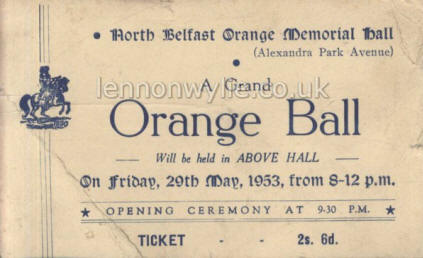 North Belfast Orange Memorial Hall
(Alexandra Park Avenue)
A Grand
lennonwylie.co.uk
Orange Ball
Will be held in ABOVE HALL
On Friday, 29th May, 1953, from 8-12 p.m.
OPENING CEREMONY AT 9-30 P.M.
TICKET - - 2s. 6d.